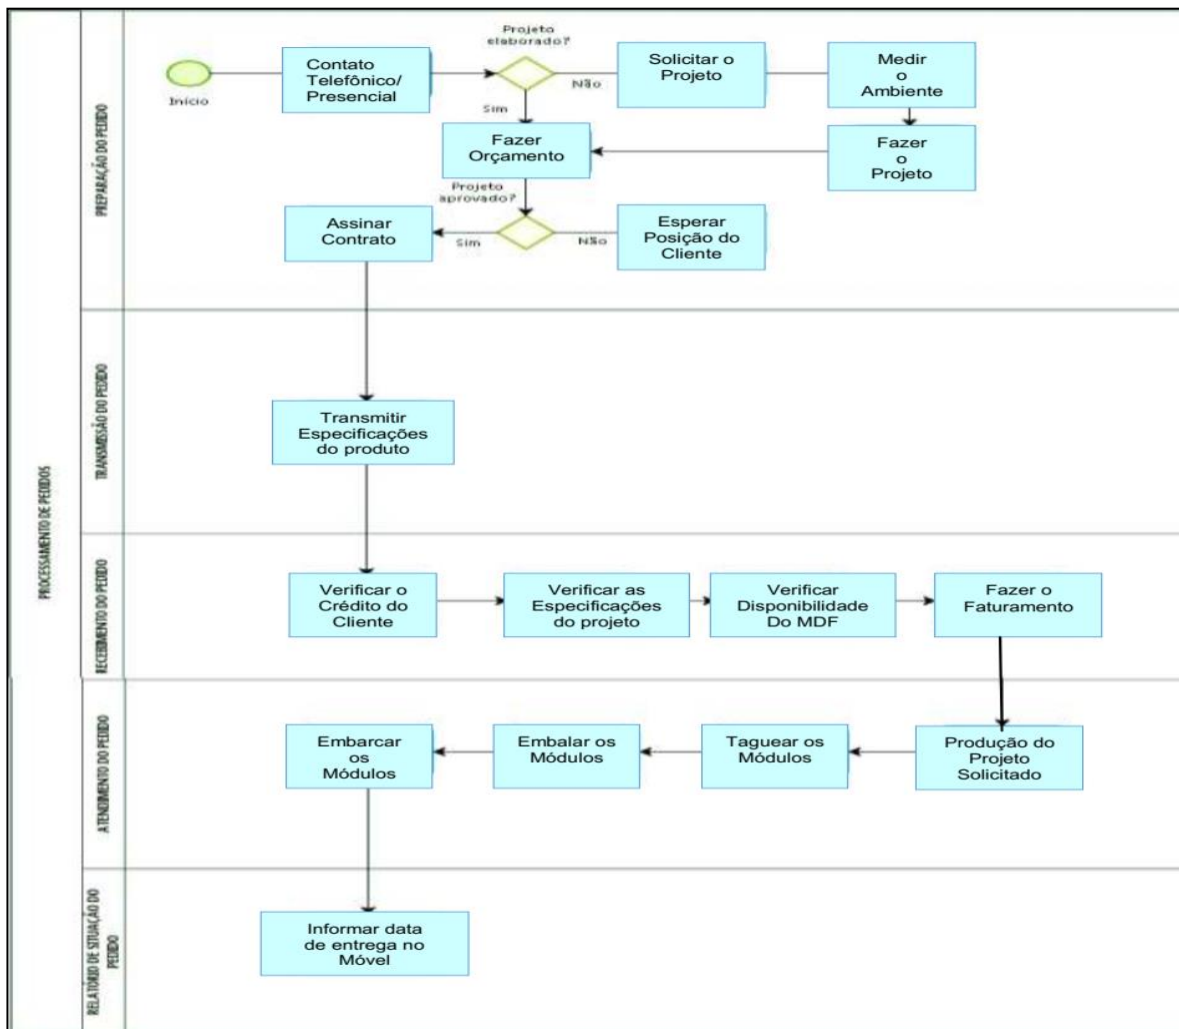 PROCESSAMENTO DE PEDIDOS
PREPARAÇÃO DO PEDIDO
Início
Contato
Telefônico/
Presencial
Projeto
elaborado?
Não
Sim
Solicitar o
Projeto
Medir
o
Ambiente
Fazer
Orçamento
Fazer
o
Projeto
Projeto
aprovado?
Sim
Não
Assinar
Contrato
Esperar
Posição do
Cliente
TRANSMISSÃO DO PEDIDO
Transmitir
Especificações
do produto
RECEBIMENTO DO PEDIDO
Verificar o
Crédito do
Cliente
Verificar as
Especificações
do projeto
Verificar
Disponibilidade
Do MDF
Fazer o
Faturamento
ATENDIMENTO DO PEDIDO
Embarcar
os
Módulos
Embalar os
Módulos
Taguear os
Módulos
Produção do
Projeto
Solicitado
RELATÓRIO DE SITUAÇÃO DO
PEDIDO
Informar data
de entrega no
Móvel